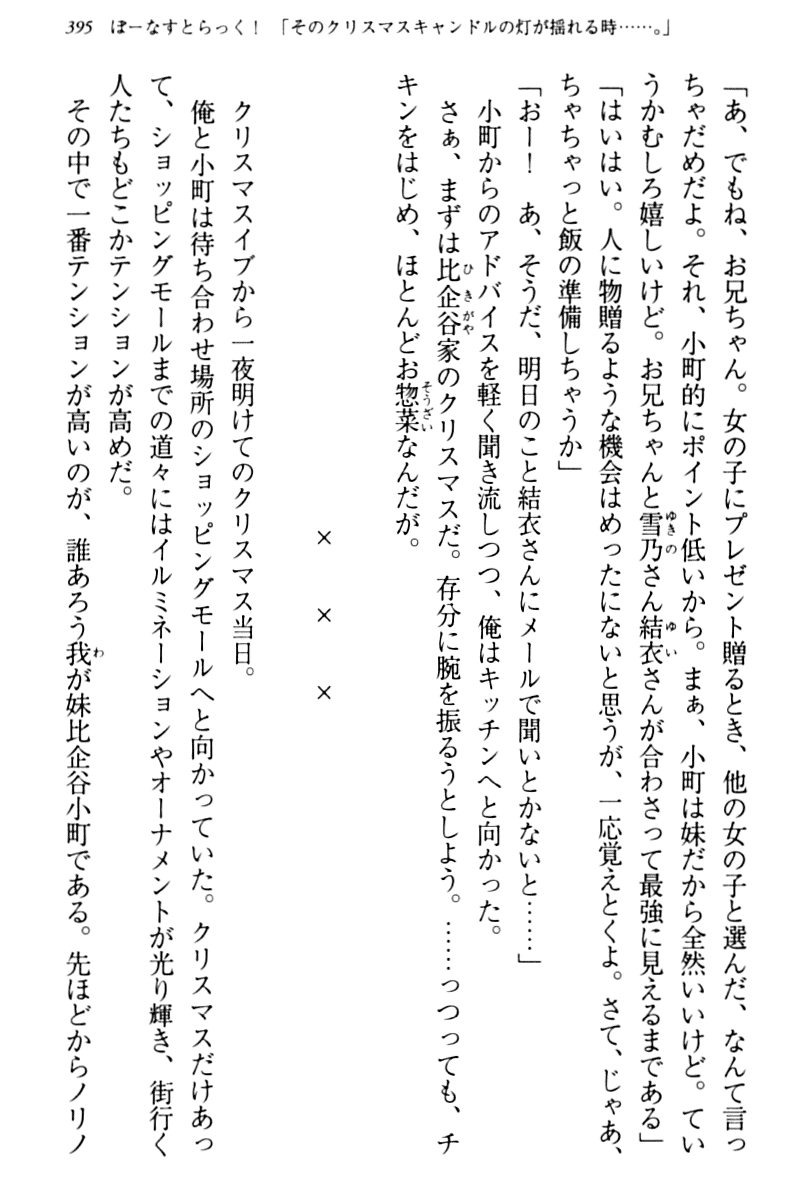 395　ぼーなすとらっく！　「そのクリスマスキャンドルの灯が揺れる時……。」
「あ、でもね、お兄ちゃん。女の子にプレゼント贈るとき、他の女の子と選んだ、なんて言っ
ちゃだめだよ。それ、小町的にポイント低いから。まぁ、小町は妹だから全然いいけど。てい
うかむしろ嬉しいけど。お兄ちゃんと雪乃さん結衣さんが合わさって最強に見えるまである」
「はいはい。人に物贈るような機会はめったにないと思うが、一応覚えとくよ。さて、じゃあ、
ちゃちゃっと飯の準備しちゃうか」
「おー！　あ、そうだ、明日のこと結衣さんにメールで聞いとかないと……」
小町からのアドバイスを軽く聞き流しつつ、俺はキッチンへと向かった。
さぁ、まずは比企谷家のクリスマスだ。存分に腕を振るうとしよう。……っつっても、チ
キンをはじめ、ほとんどお惣菜なんだが。
×　×　×
クリスマスイブから一夜明けてのクリスマス当日。
俺と小町は待ち合わせ場所のショッピングモールへと向かっていた。クリスマスだけあっ
て、ショッピングモールまでの道々にはイルミネーションやオーナメントが光り輝き、街行く
人たちもどこかテンションが高めだ。
その中で一番テンションが高いのが、誰あろう我が妹比企谷小町である。先ほどからノリノ